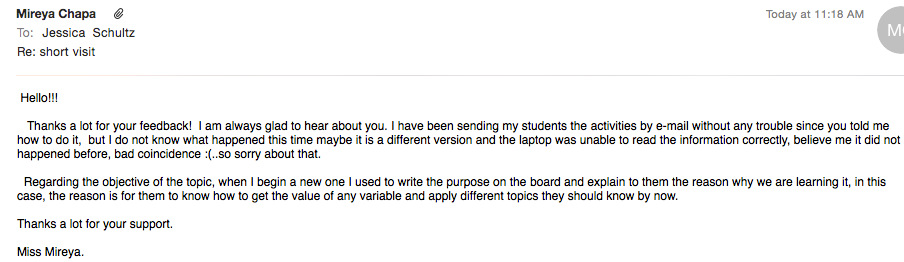 Mireya Chapa
Today at 11:18 AM
To: Jessica Schultz
Re: short visit
Hello!!!
Thanks a lot for your feedback! I am always glad to hear about you. I have been sending my students the activities by e-mail without any trouble since you told me
how to do it, but I do not know what happened this time maybe it is a different version and the laptop was unable to read the information correctly, believe me it did not
happened before, bad coincidence :(..so sorry about that.
Regarding the objective of the topic, when I begin a new one I used to write the purpose on the board and explain to them the reason why we are learning it, in this
case, the reason is for them to know how to get the value of any variable and apply different topics they should know by now.
Thanks a lot for your support.
Miss Mireya.